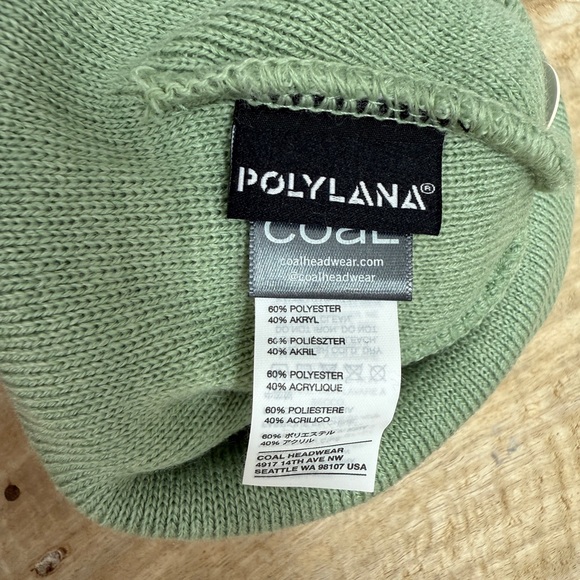 POLYLANA®
coaL
coalheadwear.com
@coalheadwear
60% POLYESTER
40% AKRYL
60% POLIÉSZTER
40% AKRIL
60% POLYESTER
40% ACRYLIQUE
60% POLIESTERE
40% ACRILICO
60% ポリエステル
40% アクリル
COAL HEADWEAR
4917 14TH AVE NW
SEATTLE WA 98107 USA